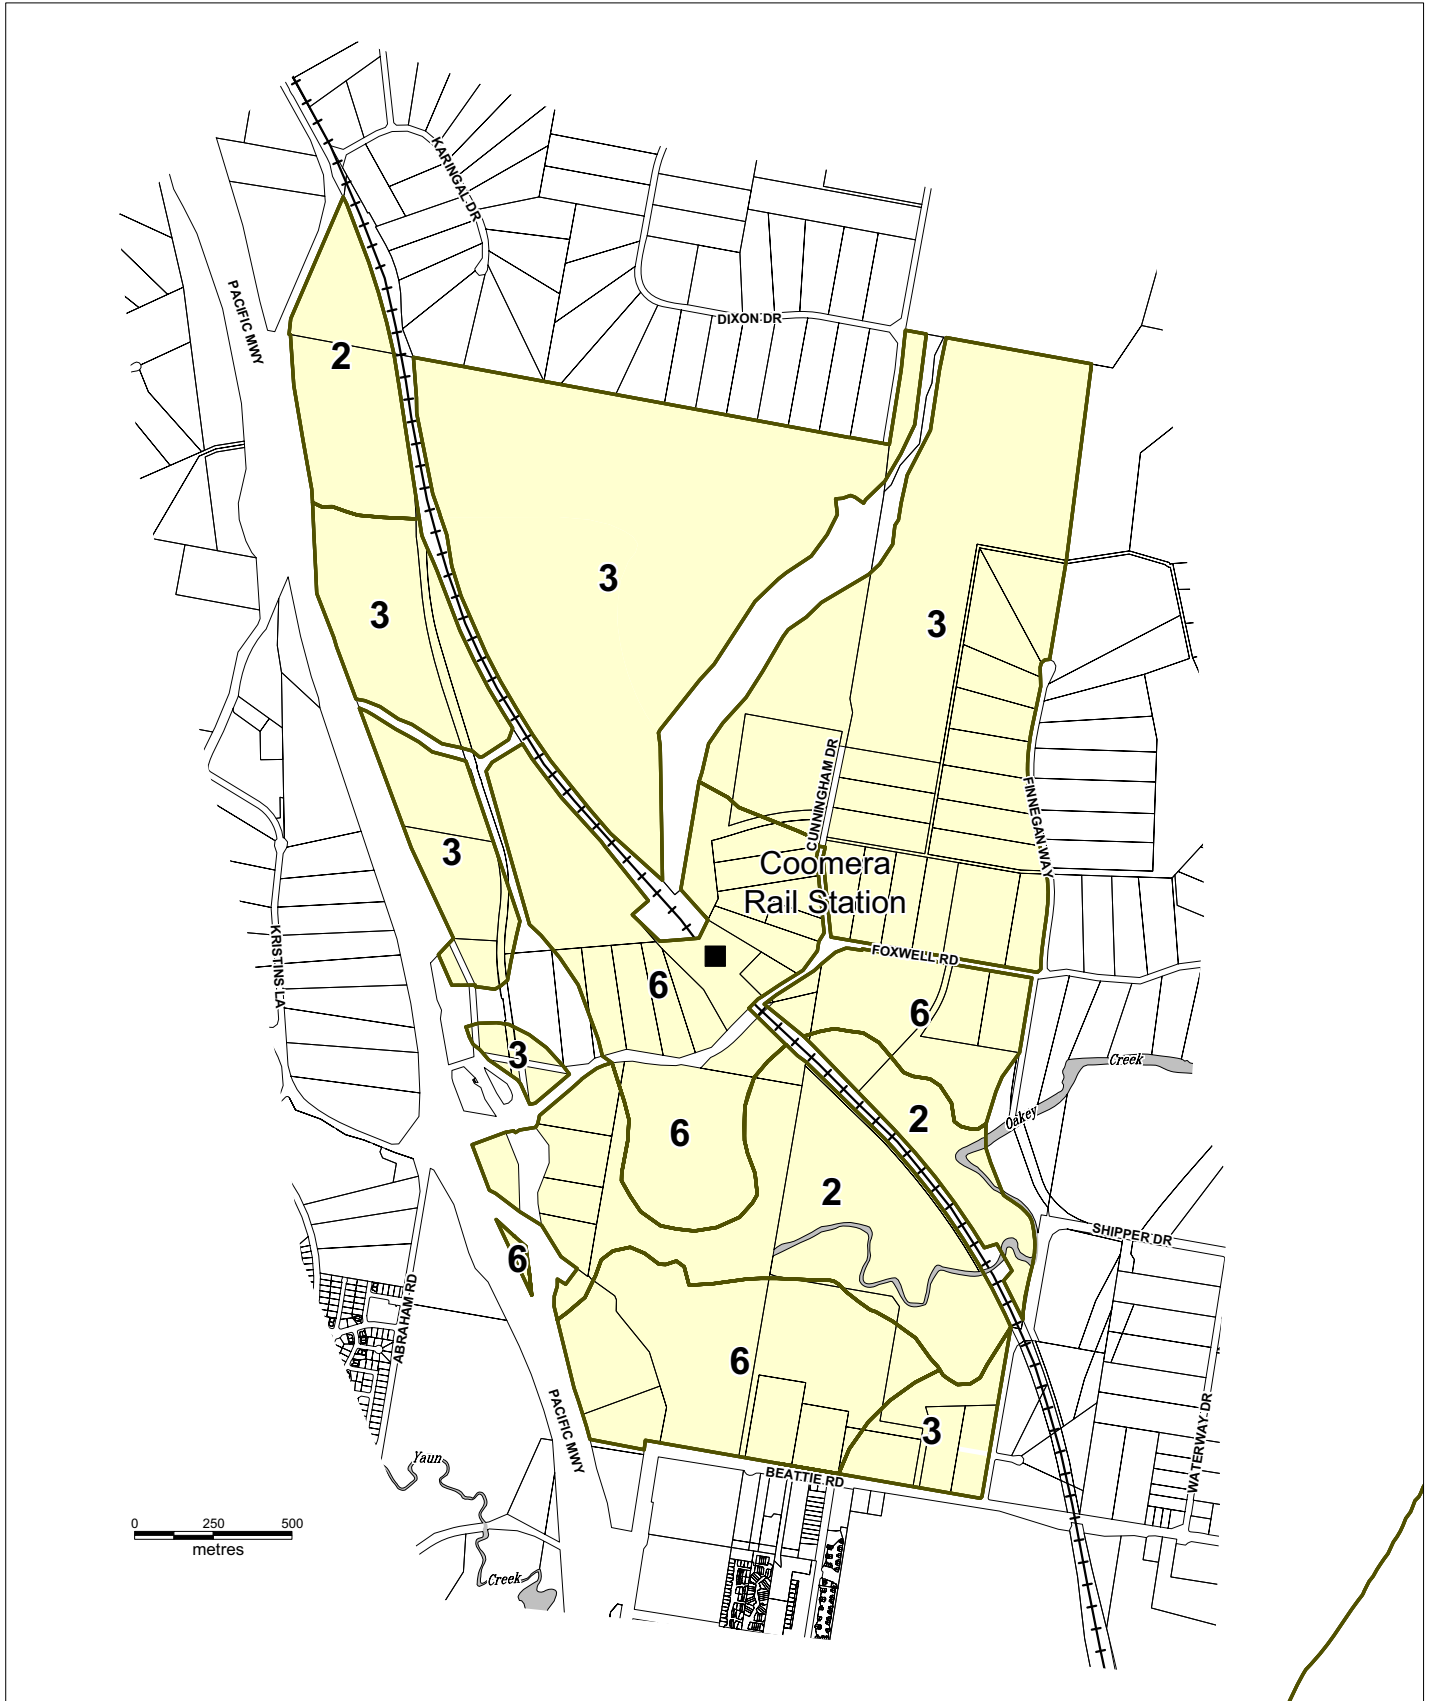 KARINGAL DR
PACIFIC MWY
DIXON DR
2
3
3
3
CUNNINGHAM DR
FINNEGAN WAY
3
Coomera
Rail Station
KRISTINS LA
FOXWELL RD
6
6
3
Creek
Oakey
2
6
2
SHIPPER DR
6
ABRAHAM RD
6
PACIFIC MWY
3
WATERWAY DR
Yaun
BEATTIE RD
0 250 500
metres
Creek